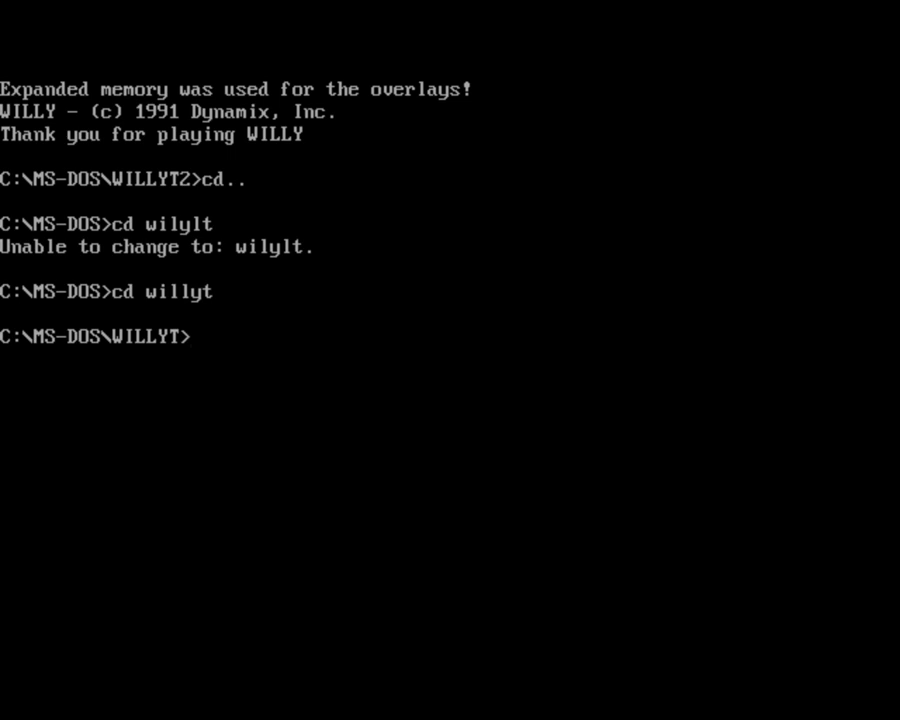 Expanded memory was used for the overlays!
WILLY - (c) 1991 Dynamix, Inc.
Thank you for playing WILLY
C:\MS-DOS\WILLYT2>cd..
C:\MS-DOS>cd wilylt
Unable to change to: wilylt.
C:\MS-DOS>cd willyt
C:\MS-DOS\WILLYT>